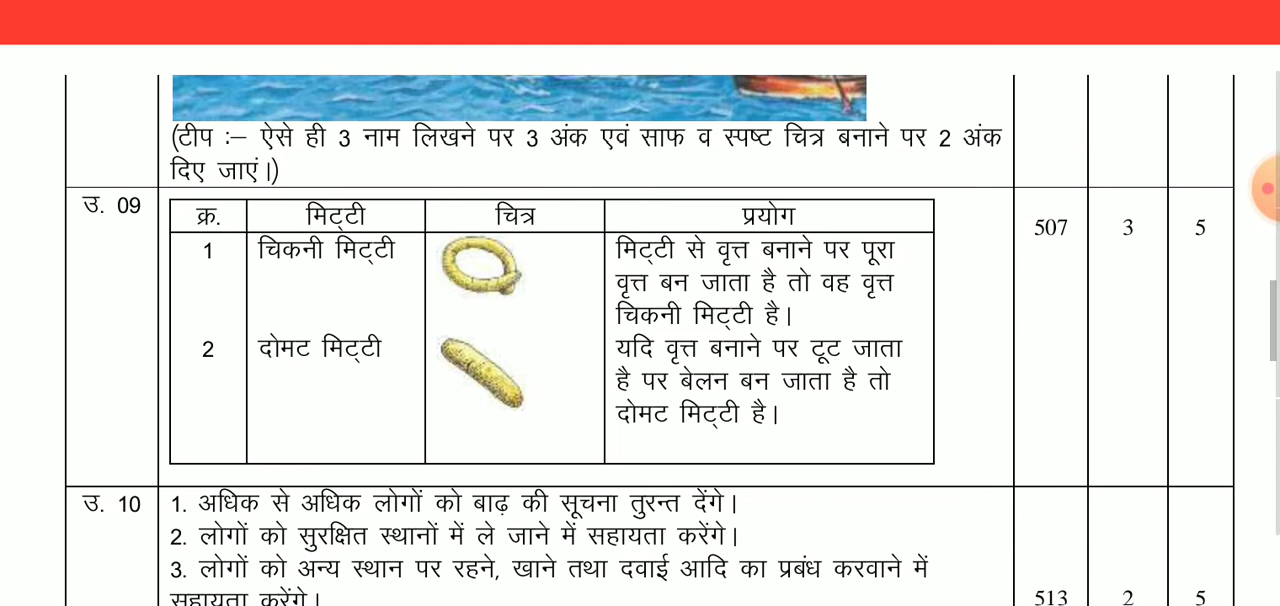 (टीप :– ऐसे ही 3 नाम लिखने पर 3 अंक एवं साफ व स्पष्ट चित्र बनाने पर 2 अंक
दिए जाएं।)
उ. 09
क्र. मिट्टी चित्र प्रयोग
1 चिकनी मिट्टी मिट्टी से वृत्त बनाने पर पूरा
वृत्त बन जाता है तो वह वृत्त
चिकनी मिट्टी है।
2 दोमट मिट्टी यदि वृत्त बनाने पर टूट जाता
है पर बेलन बन जाता है तो
दोमट मिट्टी है।
507 3 5
उ. 10 1. अधिक से अधिक लोगों को बाढ़ की सूचना तुरन्त देंगे।
2. लोगों को सुरक्षित स्थानों में ले जाने में सहायता करेंगे।
3. लोगों को अन्य स्थान पर रहने, खाने तथा दवाई आदि का प्रबंध करवाने में
सहायता करेंगे।
513 2 5